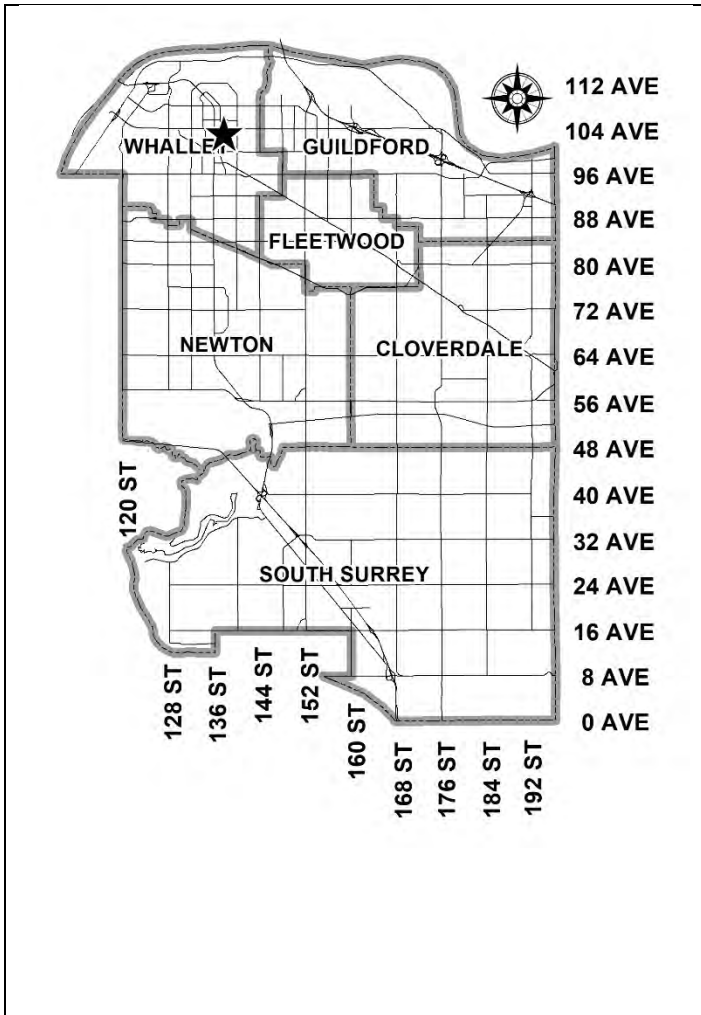 112 AVE
104 AVE
WHALLE
GUILDFORD
96 AVE
88 AVE
FLEETWOOD
80 AVE
72 AVE
NEWTON
CLOVERDALE
64 AVE
56 AVE
48 AVE
120 ST
40 AVE
32 AVE
SOUTH SURREY
24 AVE
16 AVE
128 ST
136 ST
144 ST
152 ST
8 AVE
160 ST
0 AVE
168 ST
176 ST
184 ST
192 ST